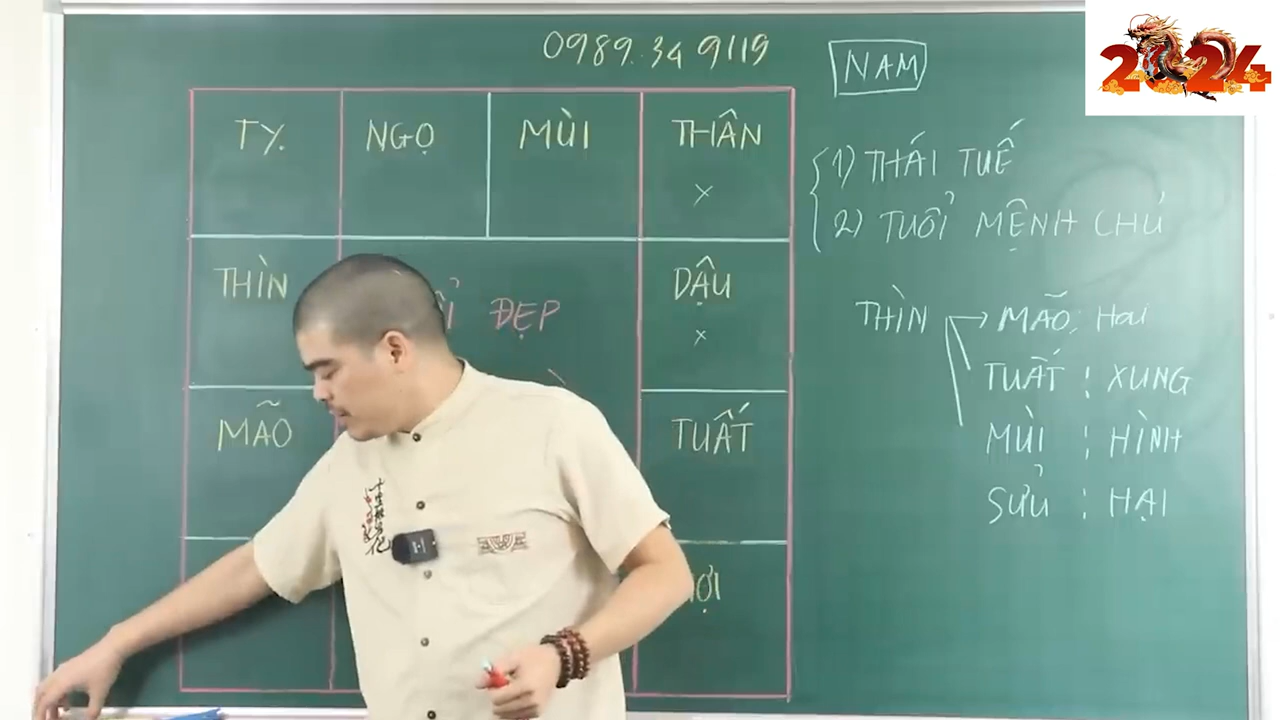 2024
0989.34 9119
NAM
TỴ. NGỌ MÙI THÂN
x
1) THÁI TUẾ
2) TUỔI MỆNH CHỦ
THÌN DẬU
x
ĐẸP
THÌN → MÃO; HẠI
TUẤT : XUNG
MÙI : HÌNH
SỬU : HẠI
MÃO TUẤT
ỢI